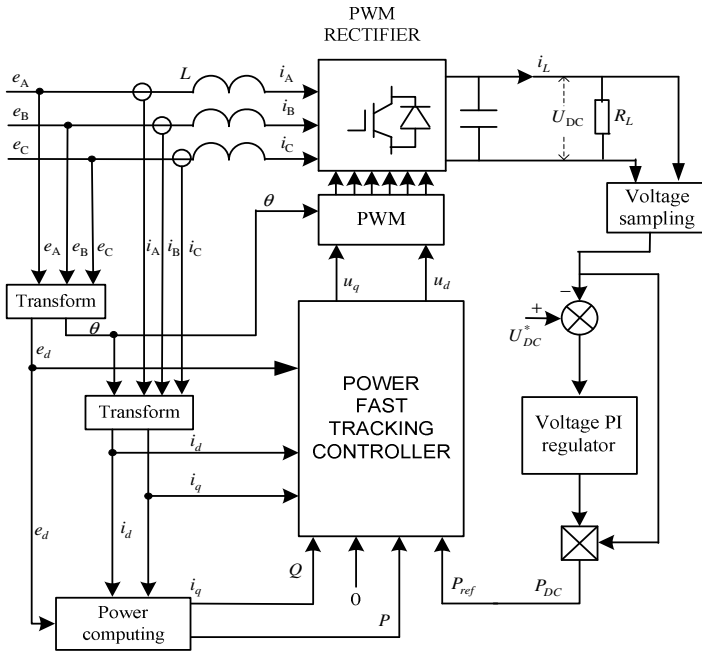 PWM
RECTIFIER
e_A
L
i_A
i_L
e_B
i_B
U_DC
R_L
e_C
i_C
Voltage
sampling
θ
PWM
e_A
e_B
e_C
i_A
i_B
i_C
u_q
u_d
Transform
θ
−
+
U*_DC
e_d
POWER
FAST
TRACKING
CONTROLLER
Transform
Voltage PI
regulator
i_d
i_q
e_d
i_d
Q
0
P
P_ref
P_DC
i_q
Power
computing